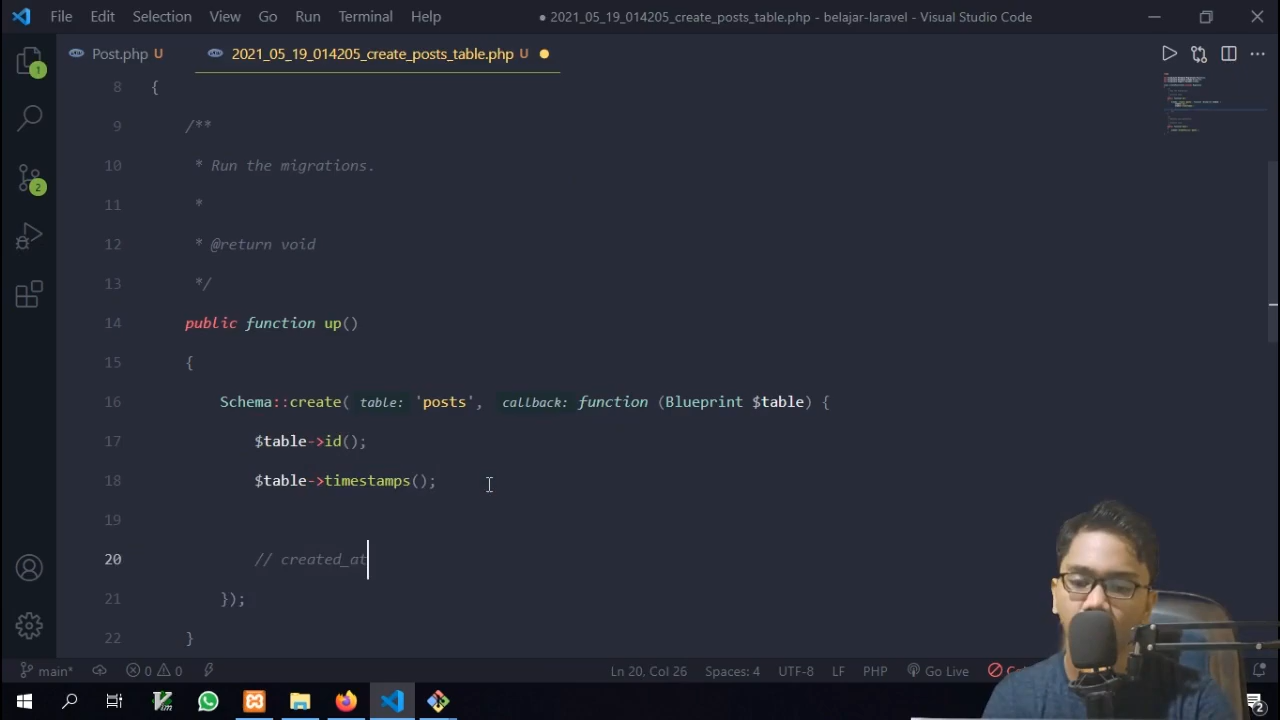 File Edit Selection View Go Run Terminal Help
● 2021_05_19_014205_create_posts_table.php - belajar-laravel - Visual Studio Code
Post.php U
2021_05_19_014205_create_posts_table.php U
8 {
9 /**
10 * Run the migrations.
11 *
12 * @return void
13 */
14 public function up()
15 {
16 Schema::create( table: 'posts', callback: function (Blueprint $table) {
17 $table->id();
18 $table->timestamps();
19
20 // created_at
21 });
22 }
1
2
main*
0 0
Ln 20, Col 26
Spaces: 4
UTF-8
LF
PHP
Go Live
2